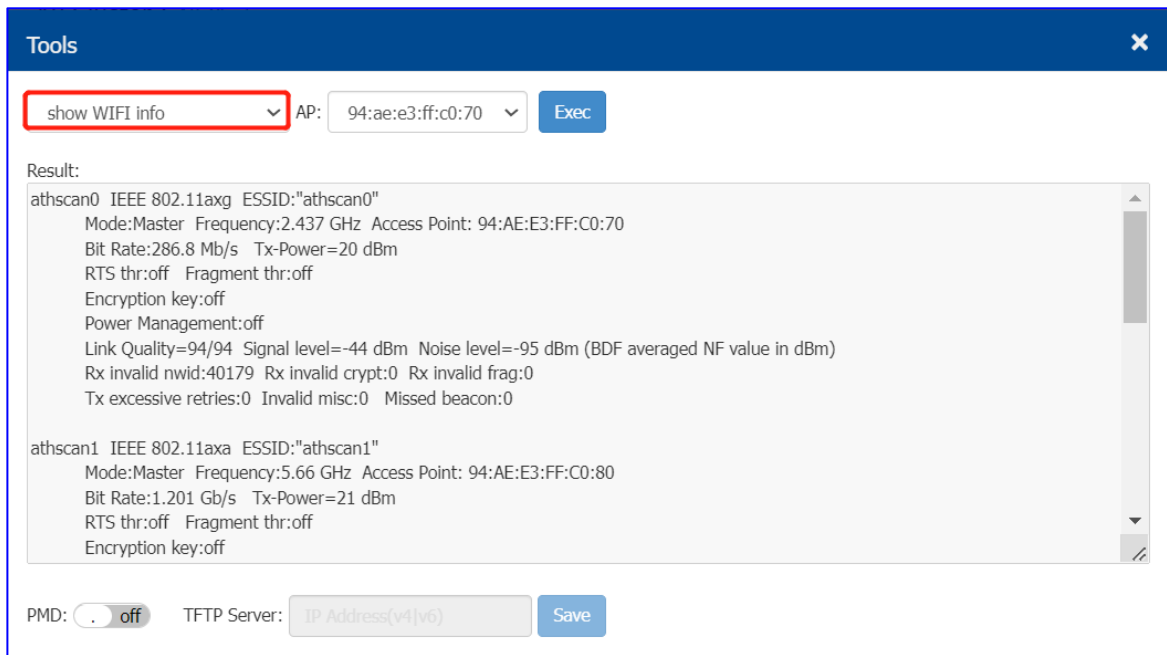 Tools
show WIFI info AP: 94:ae:e3:ff:c0:70 Exec
Result:
athscan0 IEEE 802.11axg ESSID:"athscan0"
Mode:Master Frequency:2.437 GHz Access Point: 94:AE:E3:FF:C0:70
Bit Rate:286.8 Mb/s Tx-Power=20 dBm
RTS thr:off Fragment thr:off
Encryption key:off
Power Management:off
Link Quality=94/94 Signal level=-44 dBm Noise level=-95 dBm (BDF averaged NF value in dBm)
Rx invalid nwid:40179 Rx invalid crypt:0 Rx invalid frag:0
Tx excessive retries:0 Invalid misc:0 Missed beacon:0
athscan1 IEEE 802.11axa ESSID:"athscan1"
Mode:Master Frequency:5.66 GHz Access Point: 94:AE:E3:FF:C0:80
Bit Rate:1.201 Gb/s Tx-Power=21 dBm
RTS thr:off Fragment thr:off
Encryption key:off
PMD: . off TFTP Server: IP Address(v4|v6) Save